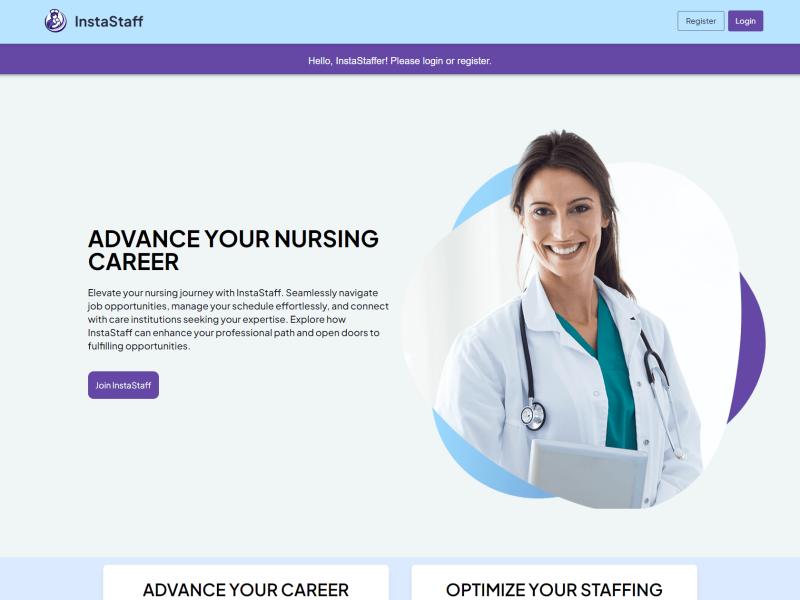 InstaStaff
Register
Login
Hello, InstaStaffer! Please login or register.
ADVANCE YOUR NURSING
CAREER
Elevate your nursing journey with InstaStaff. Seamlessly navigate
job opportunities, manage your schedule effortlessly, and connect
with care institutions seeking your expertise. Explore how
InstaStaff can enhance your professional path and open doors to
fulfilling opportunities.
Join InstaStaff
ADVANCE YOUR CAREER
OPTIMIZE YOUR STAFFING